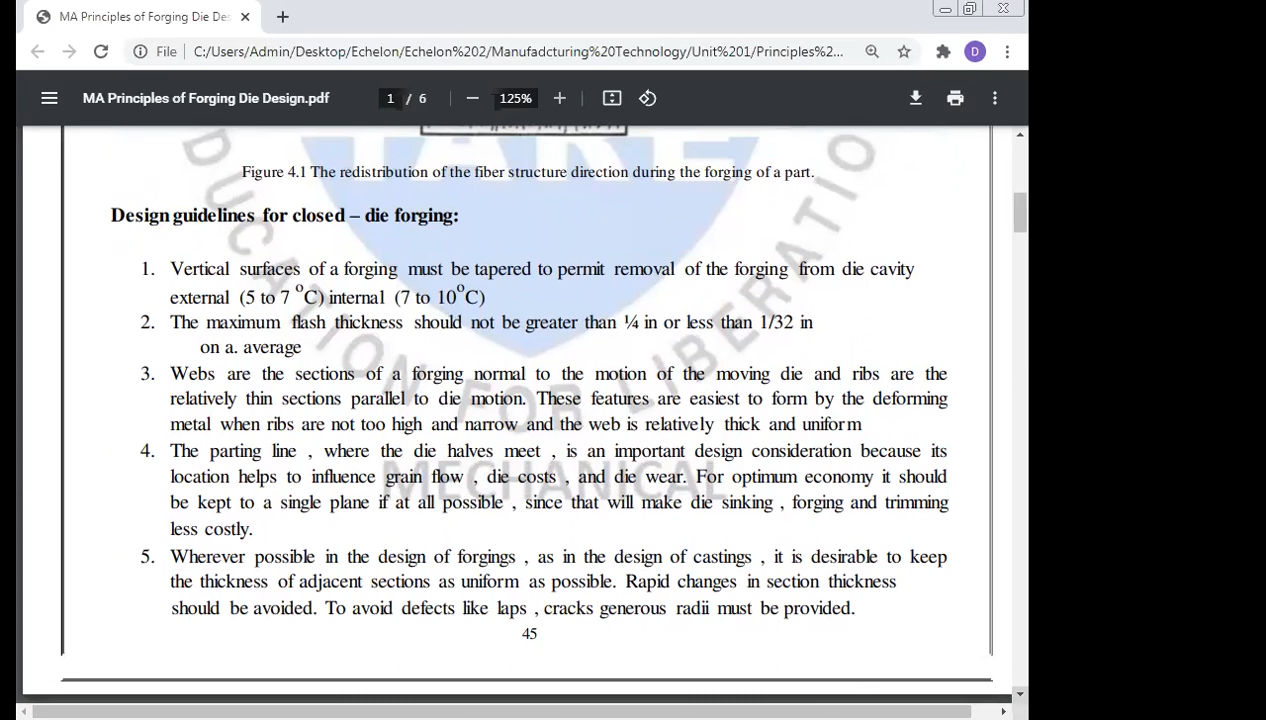 MA Principles of Forging Die De
File
C:/Users/Admin/Desktop/Echelon/Echelon%202/Manufadcturing%20Technology/Unit%201/Principles%2...
D
MA Principles of Forging Die Design.pdf
1 / 6
125%
Figure 4.1 The redistribution of the fiber structure direction during the forging of a part.
Design guidelines for closed – die forging:
1. Vertical surfaces of a forging must be tapered to permit removal of the forging from die cavity
external (5 to 7 °C) internal (7 to 10°C)
2. The maximum flash thickness should not be greater than ¼ in or less than 1/32 in
on a. average
3. Webs are the sections of a forging normal to the motion of the moving die and ribs are the
relatively thin sections parallel to die motion. These features are easiest to form by the deforming
metal when ribs are not too high and narrow and the web is relatively thick and uniform
4. The parting line , where the die halves meet , is an important design consideration because its
location helps to influence grain flow , die costs , and die wear. For optimum economy it should
be kept to a single plane if at all possible , since that will make die sinking , forging and trimming
less costly.
5. Wherever possible in the design of forgings , as in the design of castings , it is desirable to keep
the thickness of adjacent sections as uniform as possible. Rapid changes in section thickness
should be avoided. To avoid defects like laps , cracks generous radii must be provided.
45
IARE
EDUCATION FOR LIBERATIO
MECHANICAL